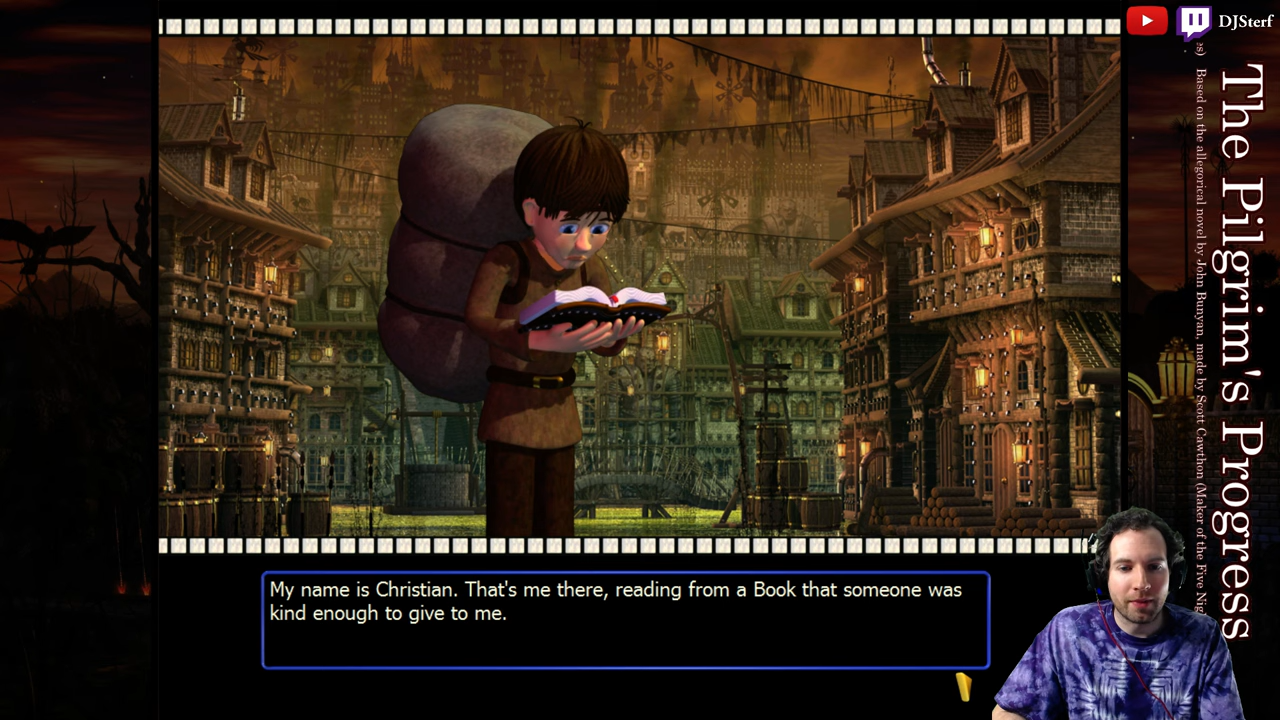 DJSterf
The Pilgrim's Progress
es) Based on the allegorical novel by John Bunyan, made by Scott Cawthon (Maker of the Five Nig
My name is Christian. That's me there, reading from a Book that someone was
kind enough to give to me.